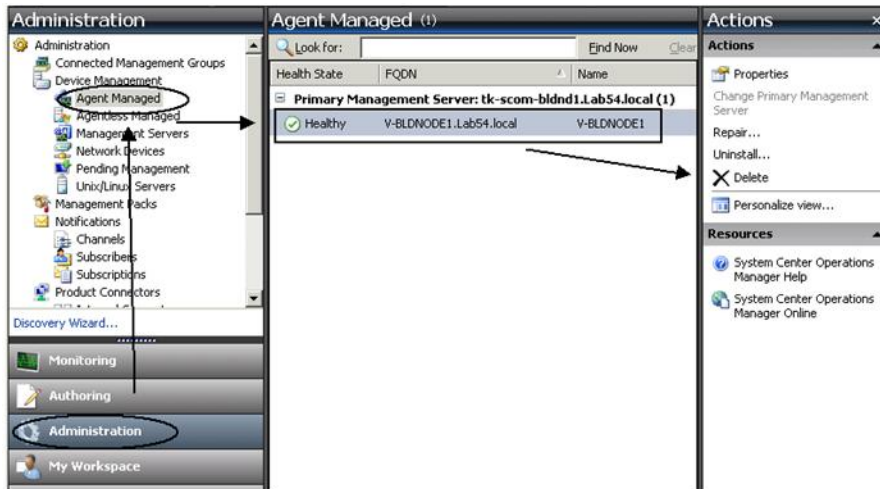 Administration
Administration
Connected Management Groups
Device Management
Agent Managed
Agentless Managed
Management Servers
Network Devices
Pending Management
Unix/Linux Servers
Management Packs
Notifications
Channels
Subscribers
Subscriptions
Product Connectors
Discovery Wizard...
Monitoring
Authoring
Administration
My Workspace
Agent Managed (1)
Look for:
Find Now
Clear
Health State FQDN Name
Primary Management Server: tk-scom-bldnd1.Lab54.local (1)
Healthy V-BLDNODE1.Lab54.local V-BLDNODE1
Actions
Actions
Properties
Change Primary Management
Server
Repair...
Uninstall...
Delete
Personalize view...
Resources
System Center Operations
Manager Help
System Center Operations
Manager Online